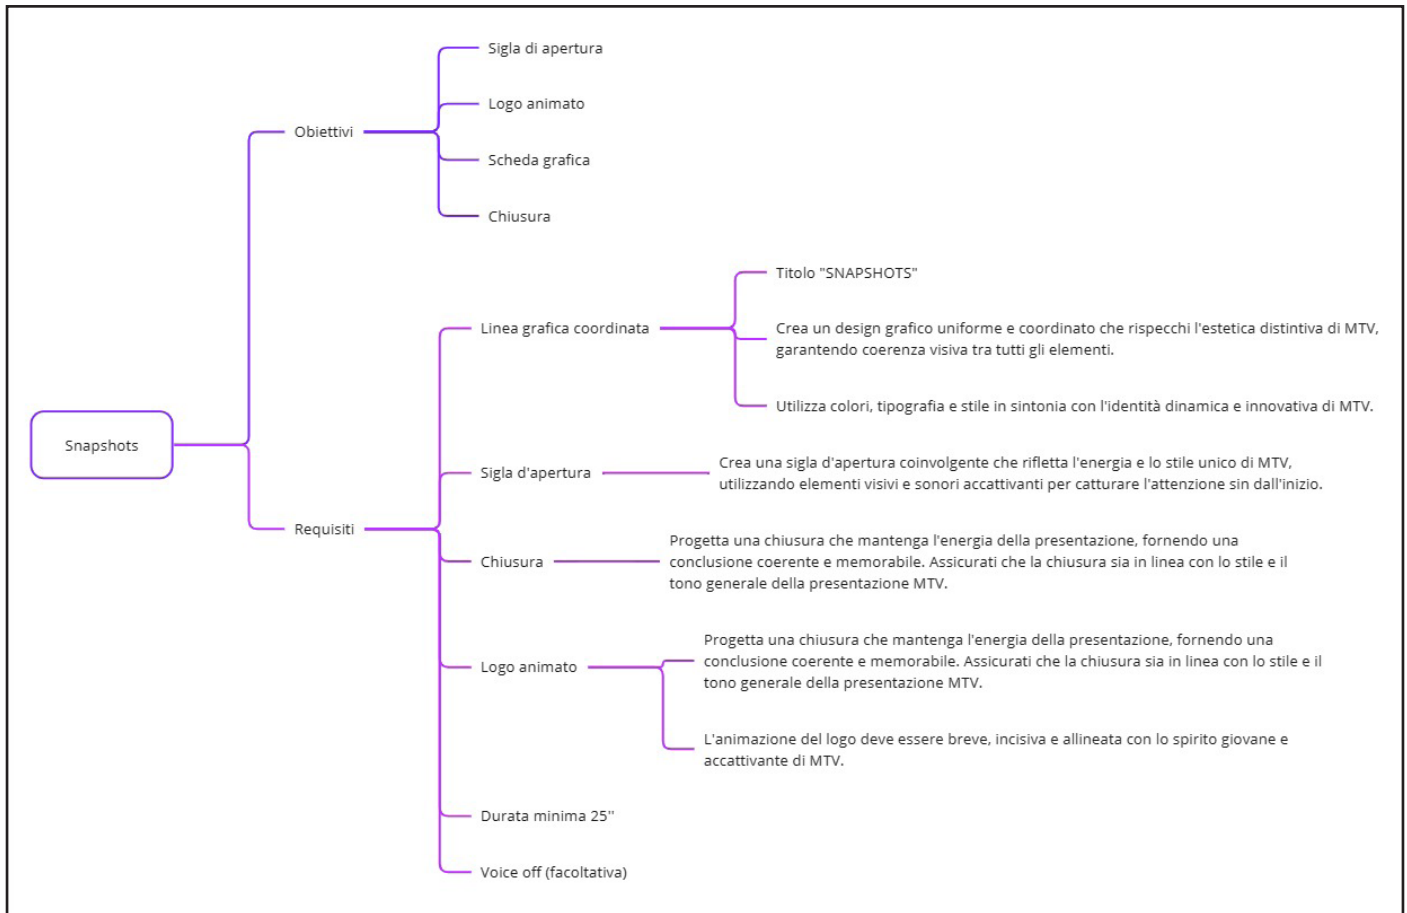 Sigla di apertura
Logo animato
Obiettivi
Scheda grafica
Chiusura
Titolo "SNAPSHOTS"
Linea grafica coordinata
Crea un design grafico uniforme e coordinato che rispecchi l'estetica distintiva di MTV,
garantendo coerenza visiva tra tutti gli elementi.
Utilizza colori, tipografia e stile in sintonia con l'identità dinamica e innovativa di MTV.
Snapshots
Sigla d'apertura
Crea una sigla d'apertura coinvolgente che rifletta l'energia e lo stile unico di MTV,
utilizzando elementi visivi e sonori accattivanti per catturare l'attenzione sin dall'inizio.
Requisiti
Chiusura
Progetta una chiusura che mantenga l'energia della presentazione, fornendo una
conclusione coerente e memorabile. Assicurati che la chiusura sia in linea con lo stile e il
tono generale della presentazione MTV.
Logo animato
Progetta una chiusura che mantenga l'energia della presentazione, fornendo una
conclusione coerente e memorabile. Assicurati che la chiusura sia in linea con lo stile e il
tono generale della presentazione MTV.
L'animazione del logo deve essere breve, incisiva e allineata con lo spirito giovane e
accattivante di MTV.
Durata minima 25''
Voice off (facoltativa)